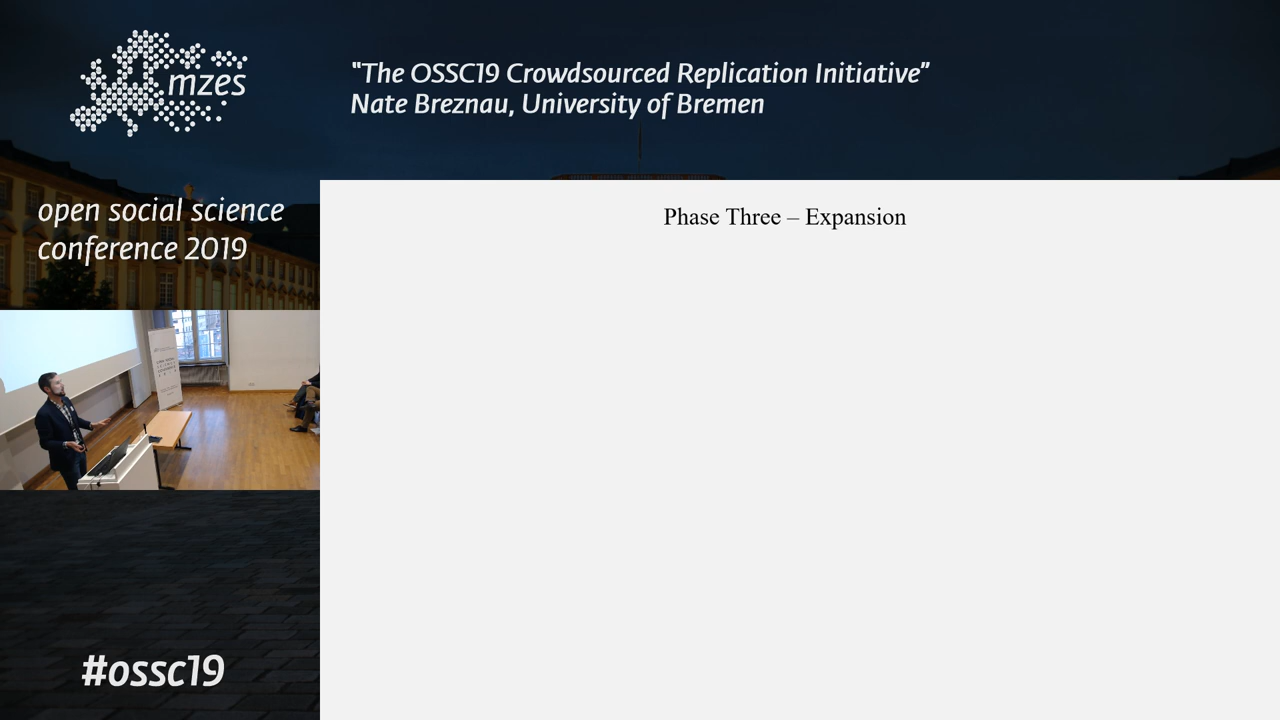 mzes
"The OSSC19 Crowdsourced Replication Initiative"
Nate Breznau, University of Bremen
open social science
conference 2019
Phase Three – Expansion
#ossc19